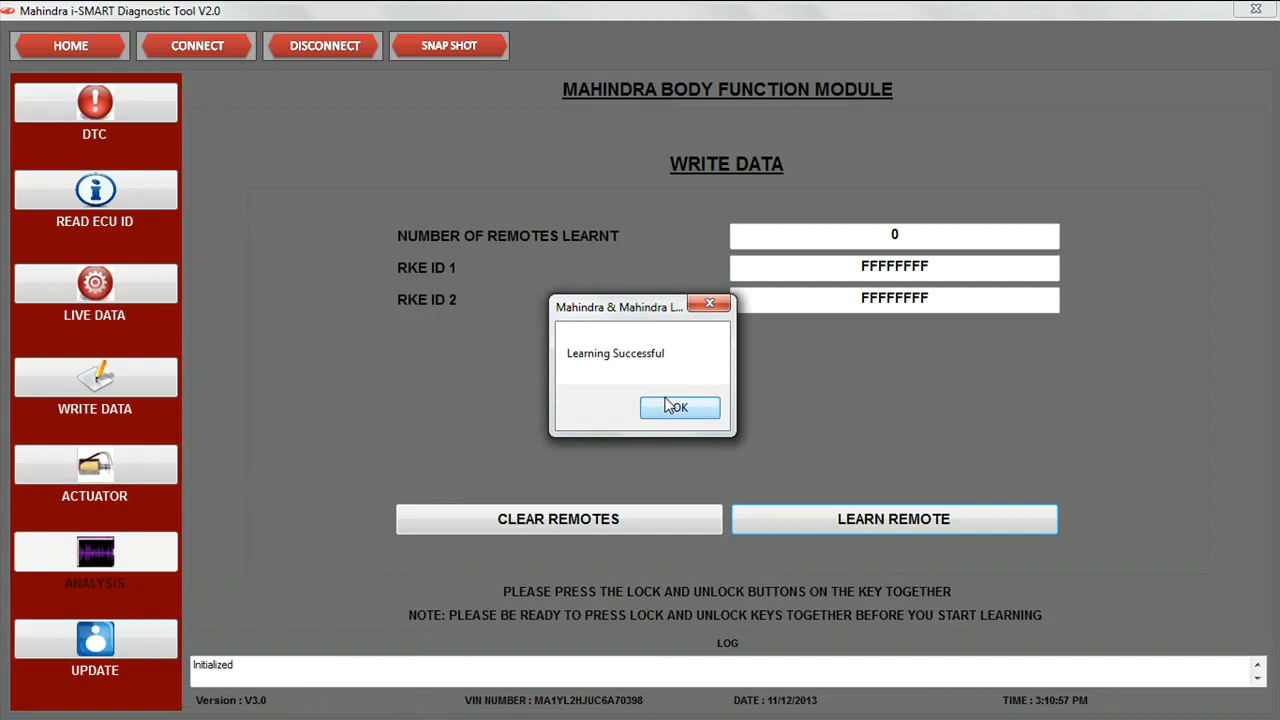 Mahindra i-SMART Diagnostic Tool V2.0
HOME
CONNECT
DISCONNECT
SNAP SHOT
DTC
READ ECU ID
LIVE DATA
WRITE DATA
ACTUATOR
ANALYSIS
UPDATE
MAHINDRA BODY FUNCTION MODULE
WRITE DATA
NUMBER OF REMOTES LEARNT 0
RKE ID 1 FFFFFFFF
RKE ID 2 FFFFFFFF
Mahindra & Mahindra L...
Learning Successful
OK
CLEAR REMOTES
LEARN REMOTE
PLEASE PRESS THE LOCK AND UNLOCK BUTTONS ON THE KEY TOGETHER
NOTE: PLEASE BE READY TO PRESS LOCK AND UNLOCK KEYS TOGETHER BEFORE YOU START LEARNING
LOG
Initialized
Version : V3.0 VIN NUMBER : MA1YL2HJUC6A70398 DATE : 11/12/2013 TIME : 3:10:57 PM